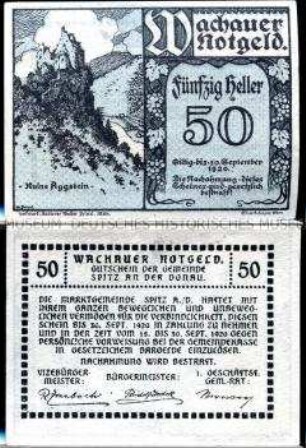 Wachauer
Notgeld.
Fünfzig Heller
50
Giltig bis 30. September
1920.
Die Nachahmung dieses
Scheines wird gesetzlich
bestraft!
Ruine Aggstein.
WACHAUER NOTGELD.
50
GUTSCHEIN DER GEMEINDE
50
SPITZ AN DER DONAU.
DIE MARKTGEMEINDE SPITZ A./D. HAFTET MIT
IHREM GANZEN BEWEGLICHEN UND UNBEWEG-
LICHEN VERMÖGEN FÜR DIE VERBINDLICHKEIT, DIESEN
SCHEIN BIS 30. SEPT. 1920 IN ZAHLUNG ZU NEHMEN
UND IN DER ZEIT VOM 15. BIS 30. SEPT. 1920 GEGEN
PERSÖNLICHE VORWEISUNG BEI DER GEMEINDEKASSE
IN GESETZLICHEM BARGELDE EINZULÖSEN.
NACHAHMUNG WIRD BESTRAFT.
VIZEBÜRGER-
MEISTER:
BÜRGERMEISTER:
1. GESCHÄFTSF.
GEM.-RAT: